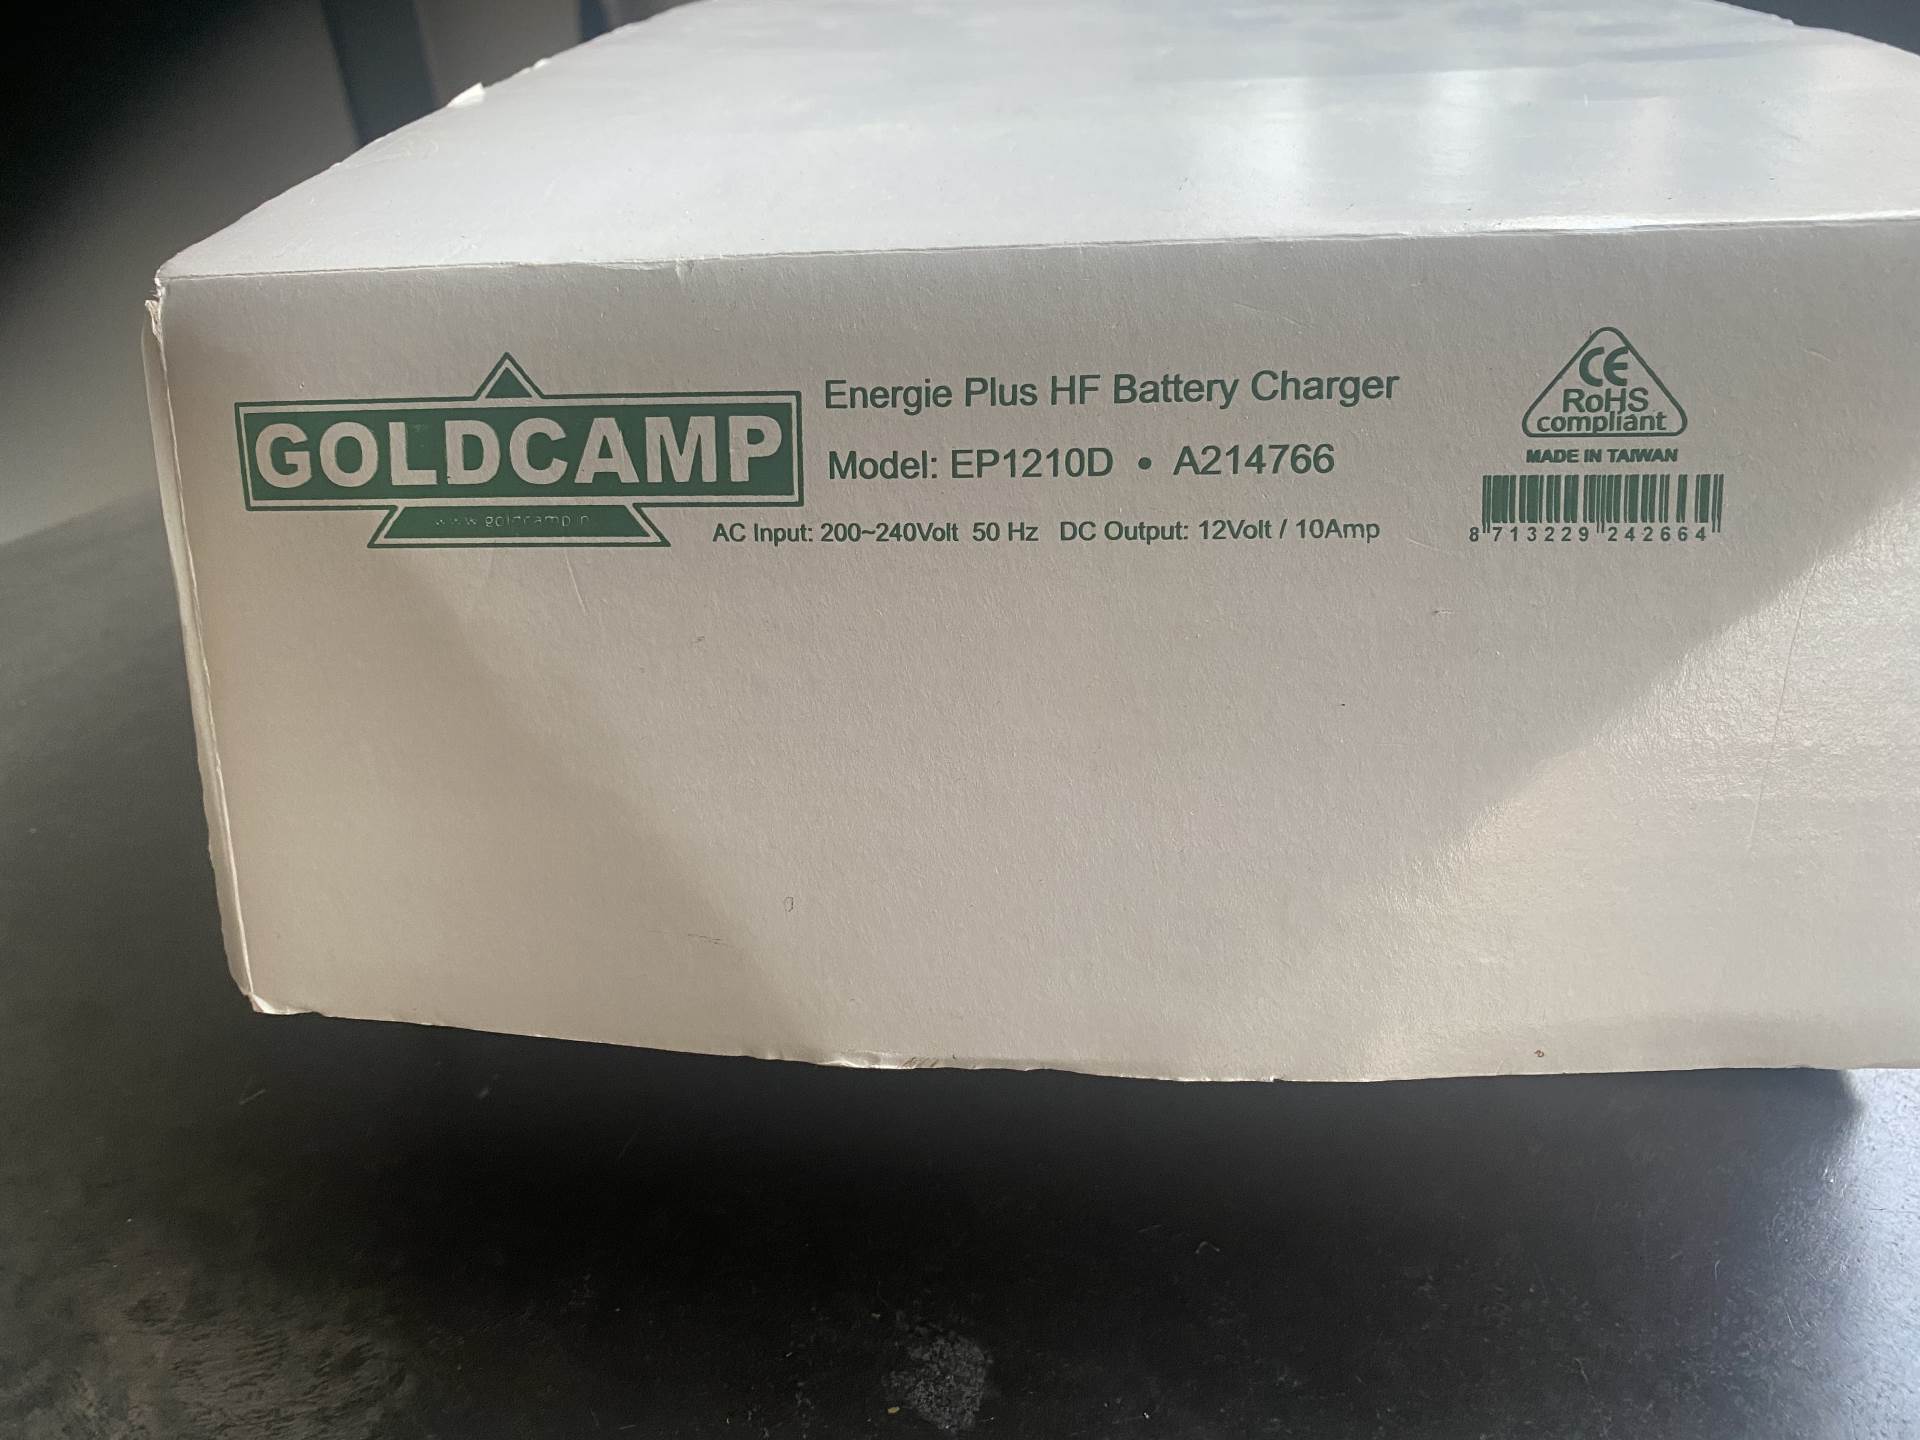 GOLDCAMP
Energie Plus HF Battery Charger
Model: EP1210D • A214766
AC Input: 200~240Volt 50 Hz DC Output: 12Volt / 10Amp
CE
RoHS
compliant
MADE IN TAIWAN
8 713229 242664